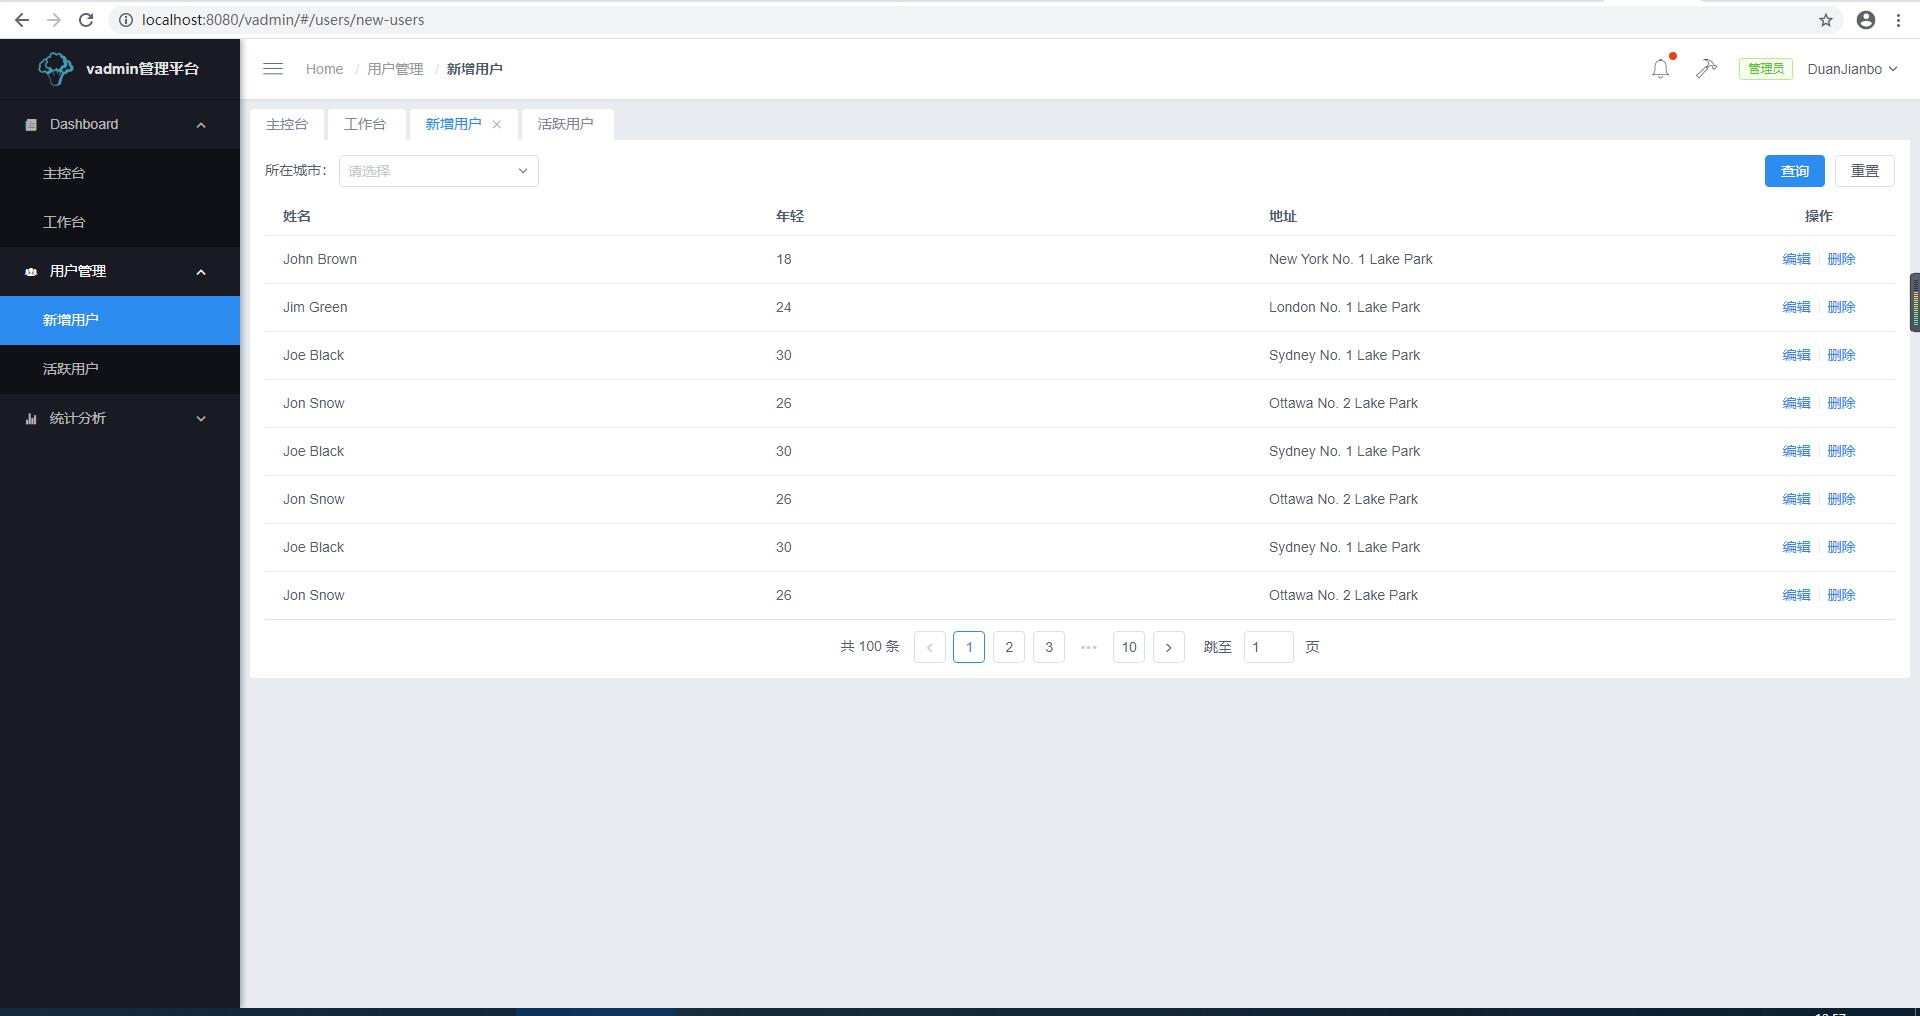 localhost:8080/vadmin/#/users/new-users
vadmin管理平台
Home / 用户管理 / 新增用户
管理员
DuanJianbo
Dashboard
主控台
工作台
用户管理
新增用户
活跃用户
统计分析
主控台 工作台 新增用户 活跃用户
所在城市: 请选择 查询 重置
姓名 年轻 地址 操作
John Brown 18 New York No. 1 Lake Park 编辑 删除
Jim Green 24 London No. 1 Lake Park 编辑 删除
Joe Black 30 Sydney No. 1 Lake Park 编辑 删除
Jon Snow 26 Ottawa No. 2 Lake Park 编辑 删除
Joe Black 30 Sydney No. 1 Lake Park 编辑 删除
Jon Snow 26 Ottawa No. 2 Lake Park 编辑 删除
Joe Black 30 Sydney No. 1 Lake Park 编辑 删除
Jon Snow 26 Ottawa No. 2 Lake Park 编辑 删除
共 100 条 1 2 3 ••• 10 跳至 1 页